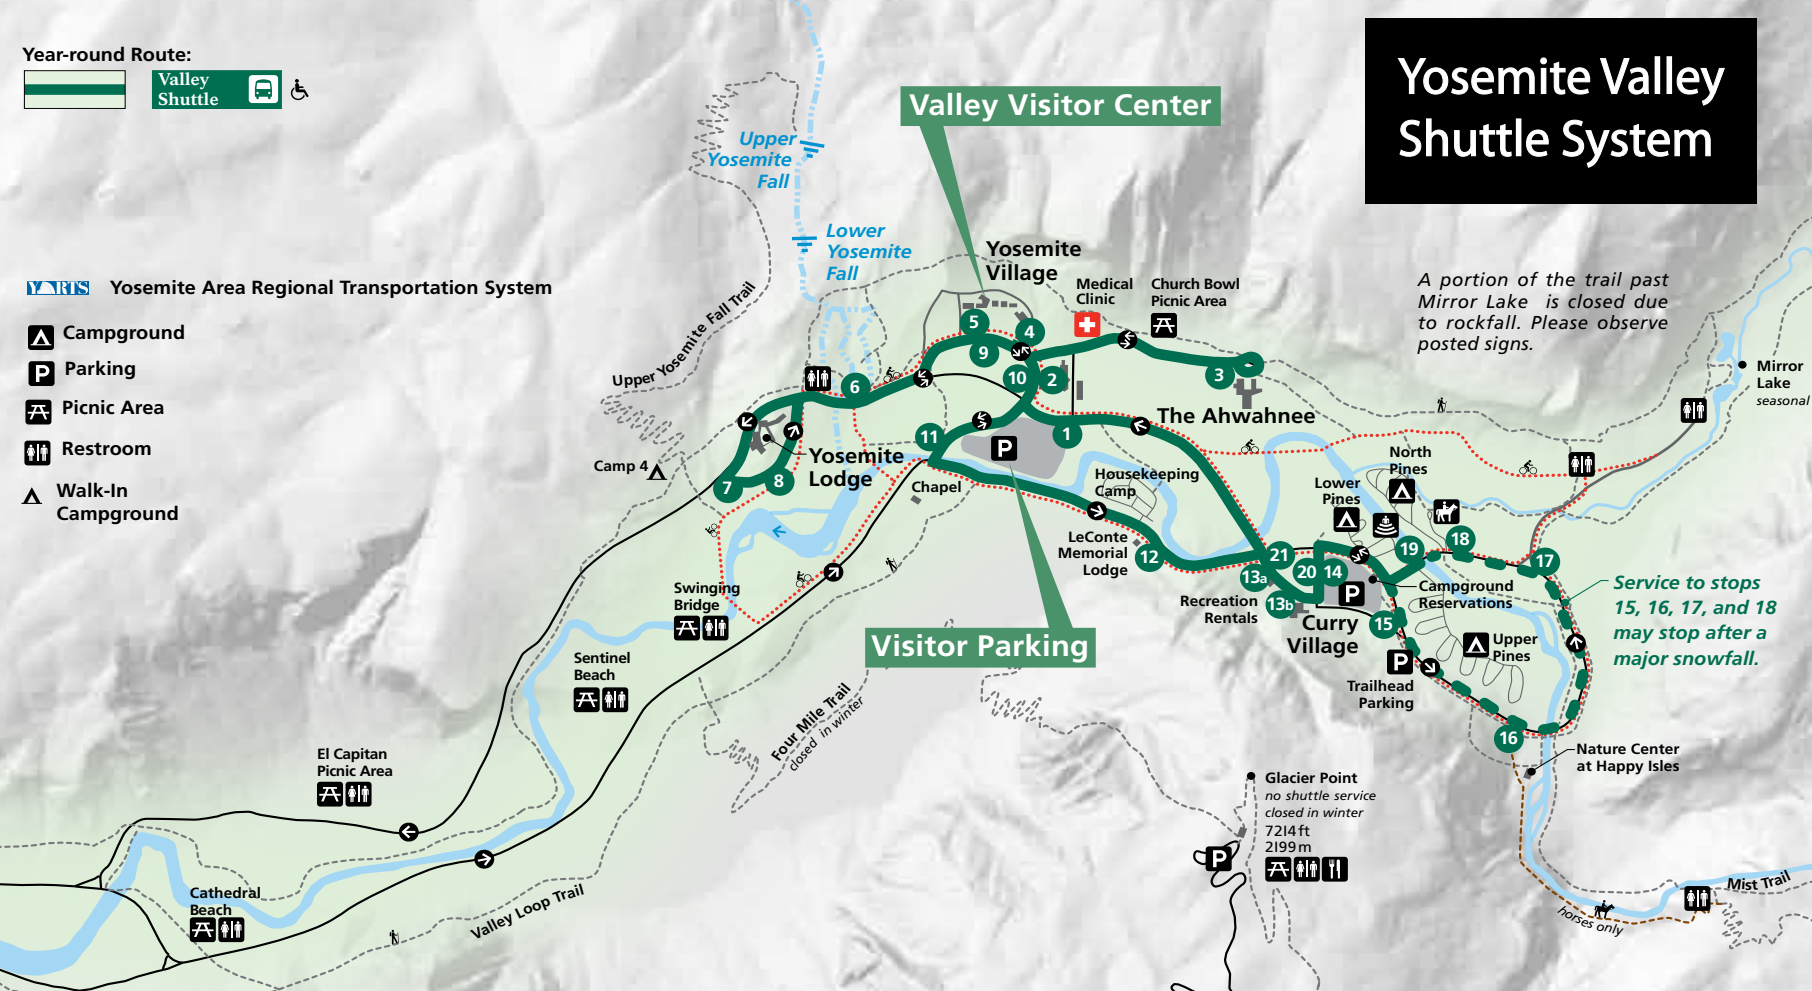 Yosemite Valley
Shuttle System
Year-round Route:
Valley
Shuttle
YARTS Yosemite Area Regional Transportation System
Campground
P Parking
Picnic Area
Restroom
Walk-In
Campground
Valley Visitor Center
Upper
Yosemite
Fall
Lower
Yosemite
Fall
Yosemite
Village
Medical
Clinic
Church Bowl
Picnic Area
A portion of the trail past
Mirror Lake is closed due
to rockfall. Please observe
posted signs.
Upper Yosemite Fall Trail
Mirror
Lake
seasonal
5
4
9
10
2
3
6
1
11
7
8
The Ahwahnee
P
Yosemite
Lodge
Camp 4
Chapel
Housekeeping
Camp
North
Pines
Lower
Pines
LeConte
Memorial
Lodge
12
21
13a
13b
20
14
P
19
18
17
Campground
Reservations
Recreation
Rentals
Curry
Village
15
P
Trailhead
Parking
Upper
Pines
16
Service to stops
15, 16, 17, and 18
may stop after a
major snowfall.
Nature Center
at Happy Isles
Swinging
Bridge
Visitor Parking
Sentinel
Beach
Four Mile Trail
closed in winter
El Capitan
Picnic Area
Glacier Point
no shuttle service
closed in winter
7214 ft
2199 m
P
Cathedral
Beach
Valley Loop Trail
Mist Trail
horses only